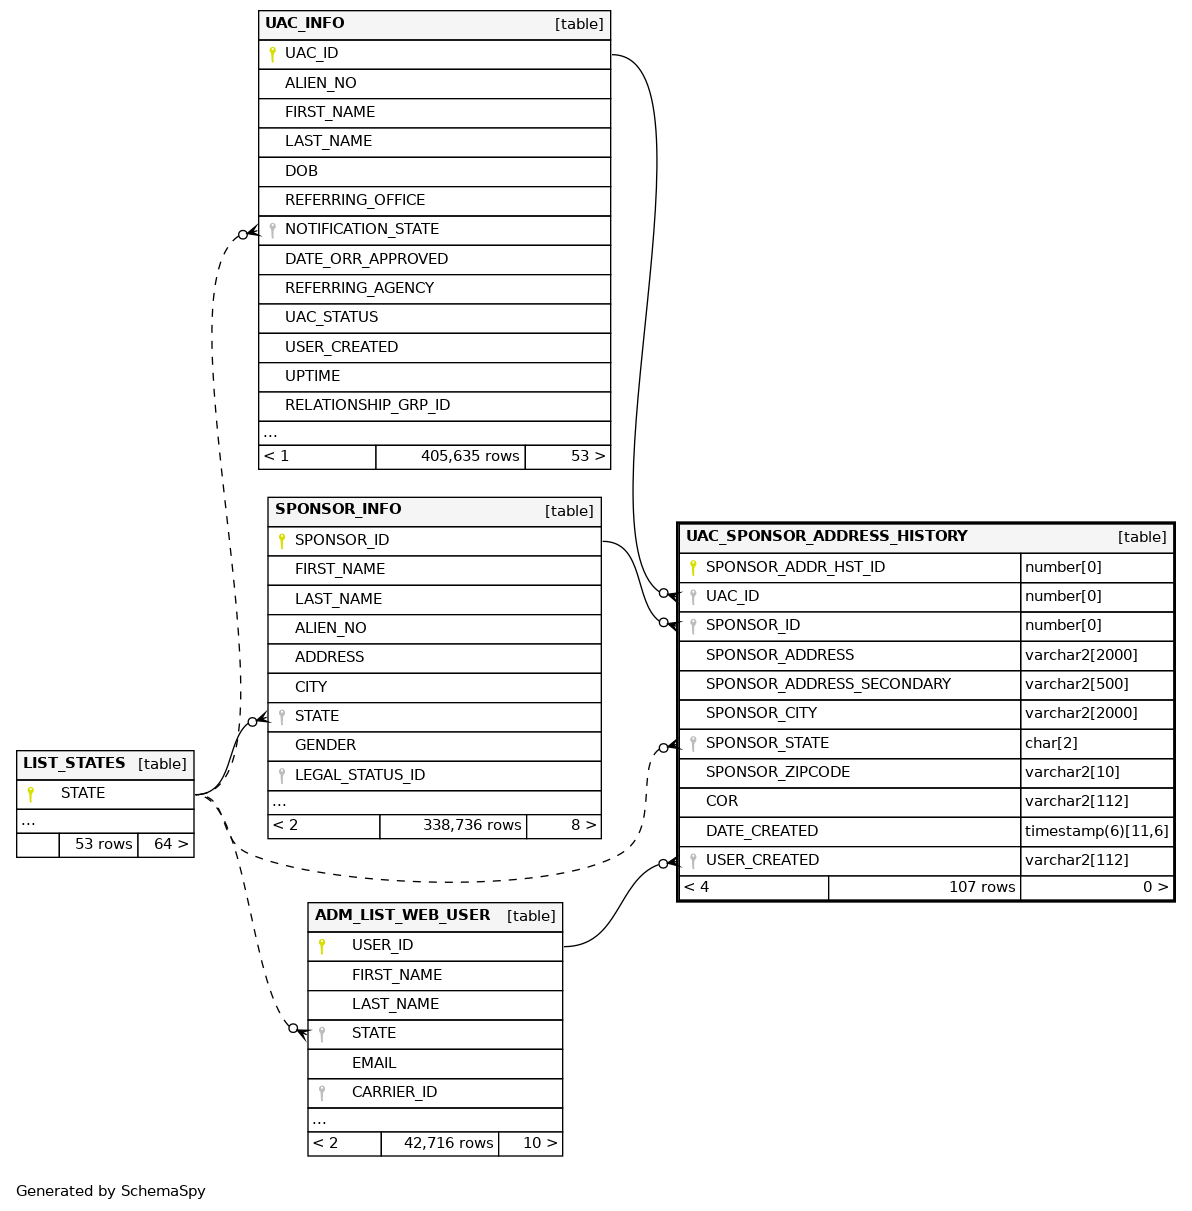 UAC_INFO [table]
UAC_ID
ALIEN_NO
FIRST_NAME
LAST_NAME
DOB
REFERRING_OFFICE
NOTIFICATION_STATE
DATE_ORR_APPROVED
REFERRING_AGENCY
UAC_STATUS
USER_CREATED
UPTIME
RELATIONSHIP_GRP_ID
...
< 1 405,635 rows 53 >
SPONSOR_INFO [table]
SPONSOR_ID
FIRST_NAME
LAST_NAME
ALIEN_NO
ADDRESS
CITY
STATE
GENDER
LEGAL_STATUS_ID
...
< 2 338,736 rows 8 >
UAC_SPONSOR_ADDRESS_HISTORY [table]
SPONSOR_ADDR_HST_ID number[0]
UAC_ID number[0]
SPONSOR_ID number[0]
SPONSOR_ADDRESS varchar2[2000]
SPONSOR_ADDRESS_SECONDARY varchar2[500]
SPONSOR_CITY varchar2[2000]
SPONSOR_STATE char[2]
SPONSOR_ZIPCODE varchar2[10]
COR varchar2[112]
DATE_CREATED timestamp(6)[11,6]
USER_CREATED varchar2[112]
< 4 107 rows 0 >
LIST_STATES [table]
STATE
...
53 rows 64 >
ADM_LIST_WEB_USER [table]
USER_ID
FIRST_NAME
LAST_NAME
STATE
EMAIL
CARRIER_ID
...
< 2 42,716 rows 10 >
Generated by SchemaSpy